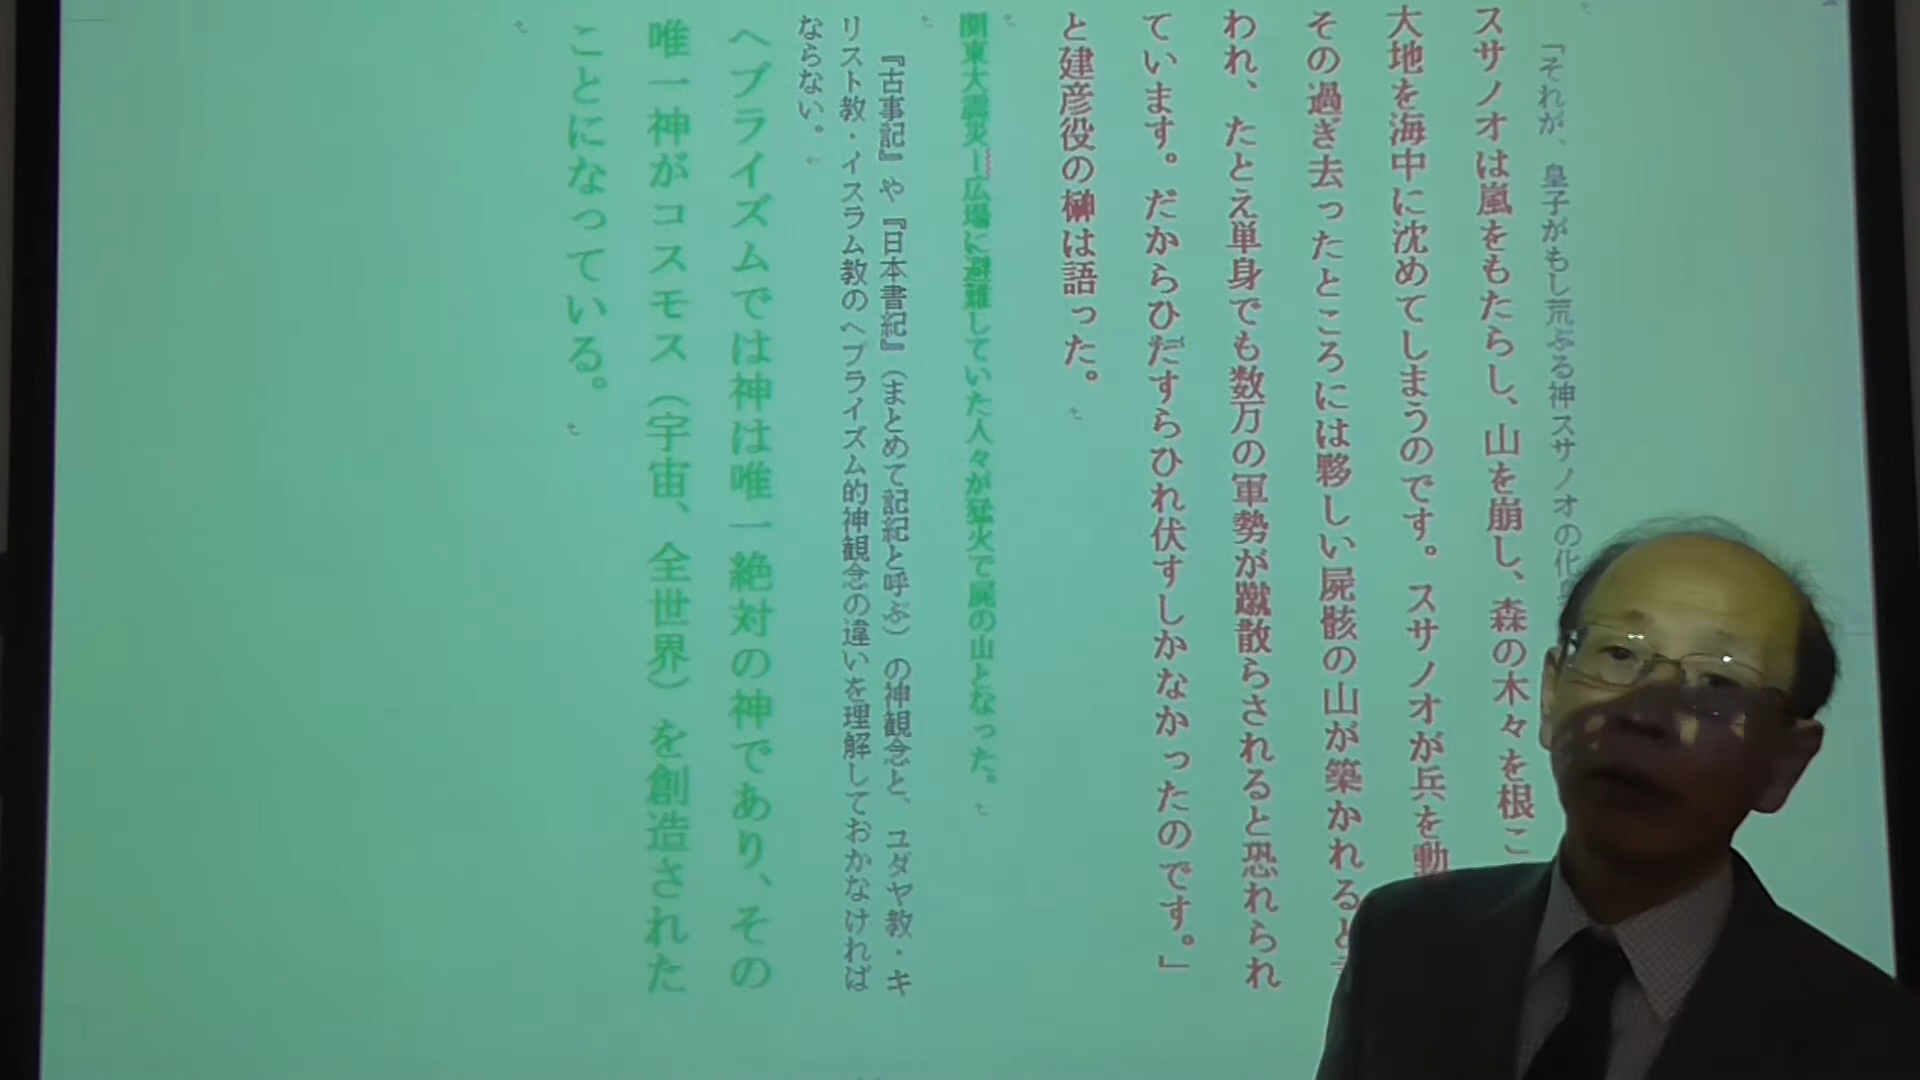 「それが、皇子がもし荒ぶる神スサノオの化
スサノオは嵐をもたらし、山を崩し、森の木々を根こ
大地を海中に沈めてしまうのです。スサノオが兵を動
その過ぎ去ったところには夥しい屍骸の山が築かれると
われ、たとえ単身でも数万の軍勢が蹴散らされると恐れられ
ています。だからひたすらひれ伏すしかなかったのです。」
と建彦役の榊は語った。
関東大震災ー広場に避難していた人々が猛火で屍の山となった。
『古事記』や『日本書紀』（まとめて記紀と呼ぶ）の神観念と、ユダヤ教・キ
リスト教・イスラム教のヘブライズム的神観念の違いを理解しておかなければ
ならない。
ヘブライズムでは神は唯一絶対の神であり、その
唯一神がコスモス（宇宙、全世界）を創造された
ことになっている。